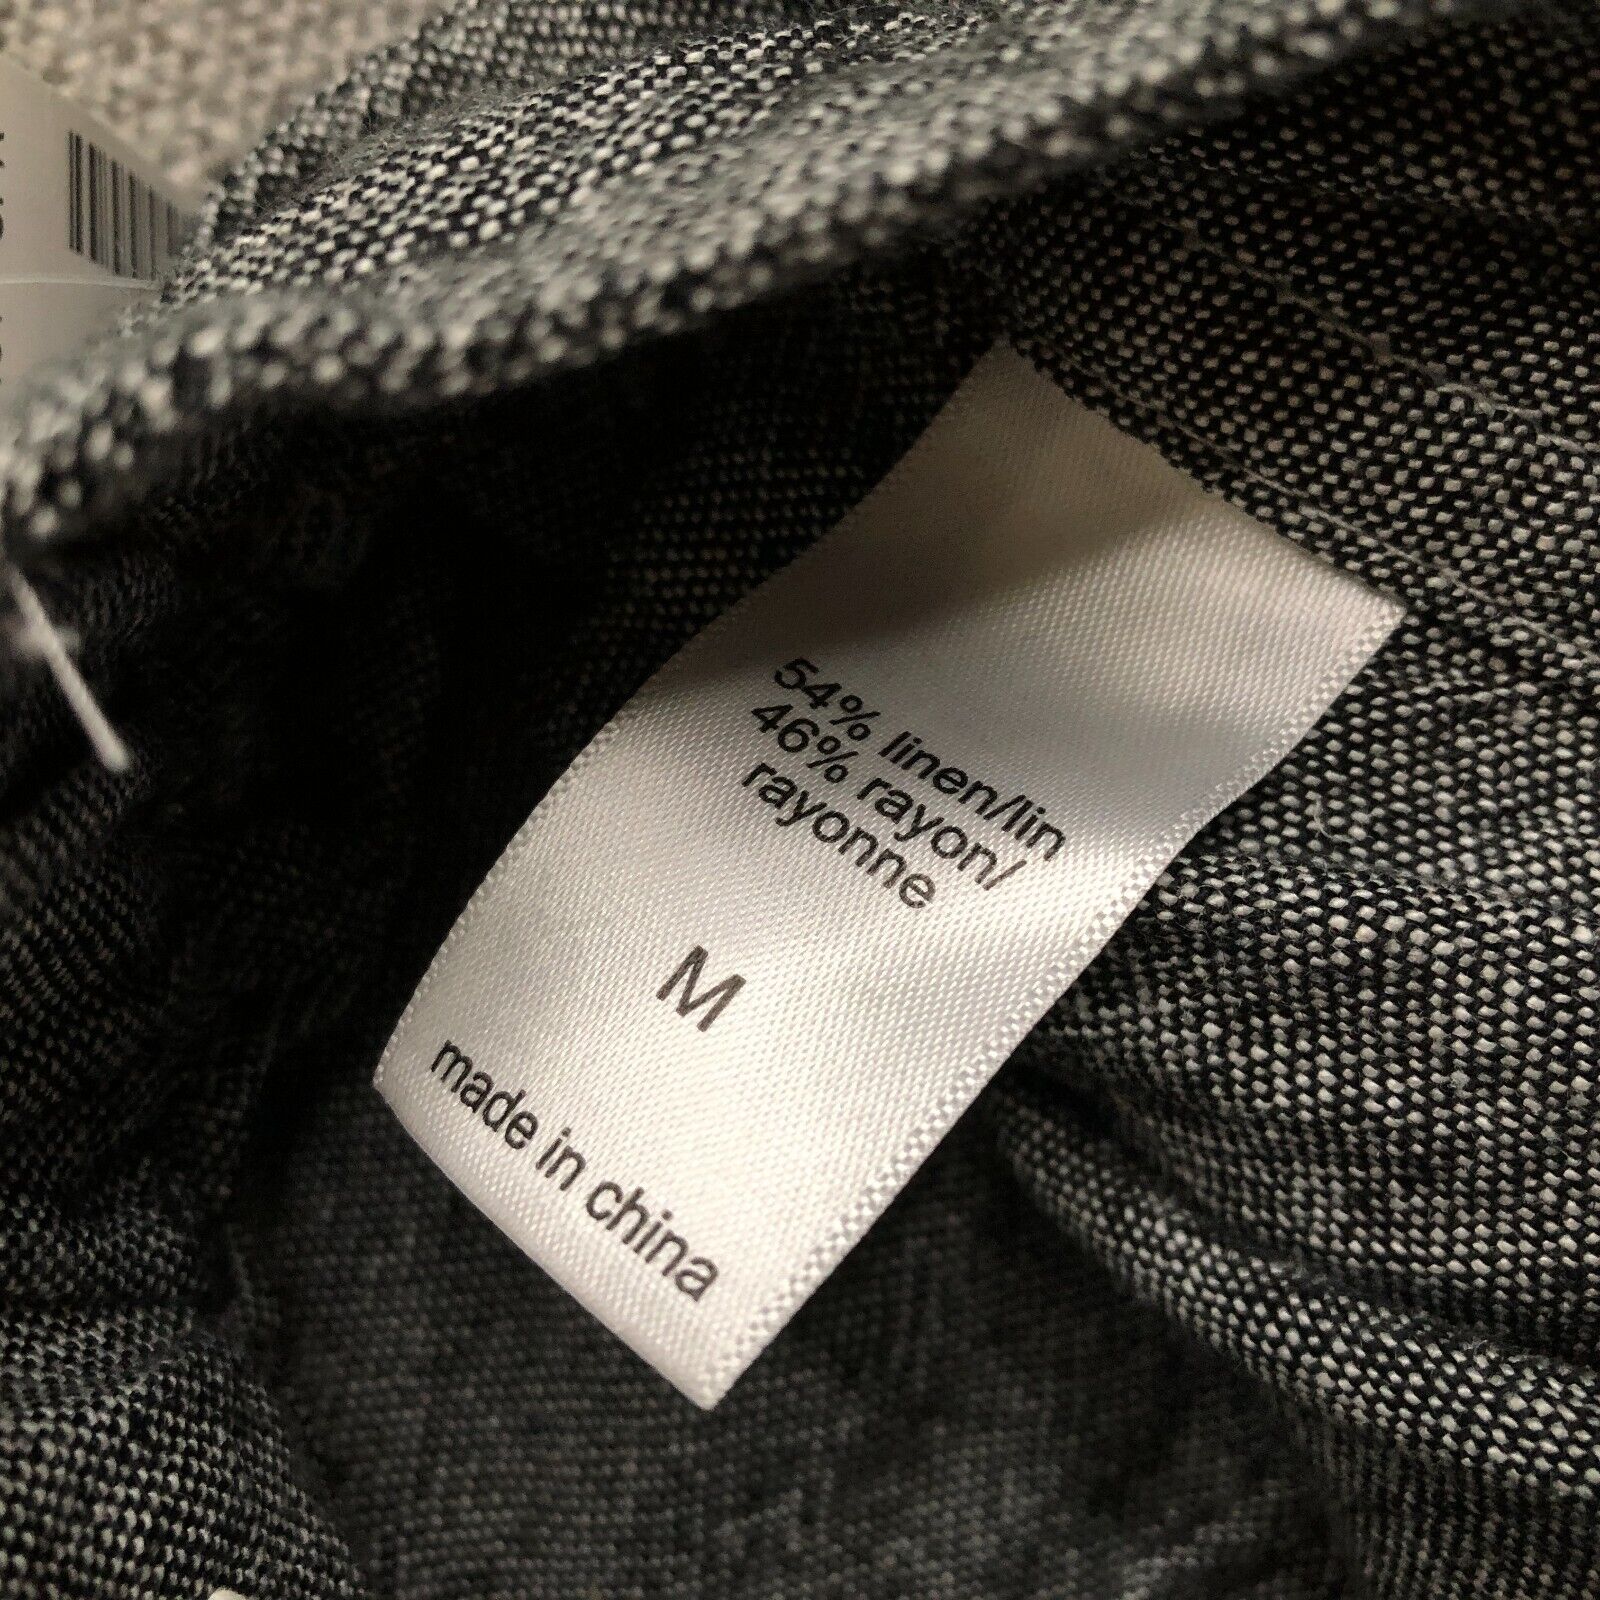 54% linen/lin
46% rayon/
rayonne
M
made in china